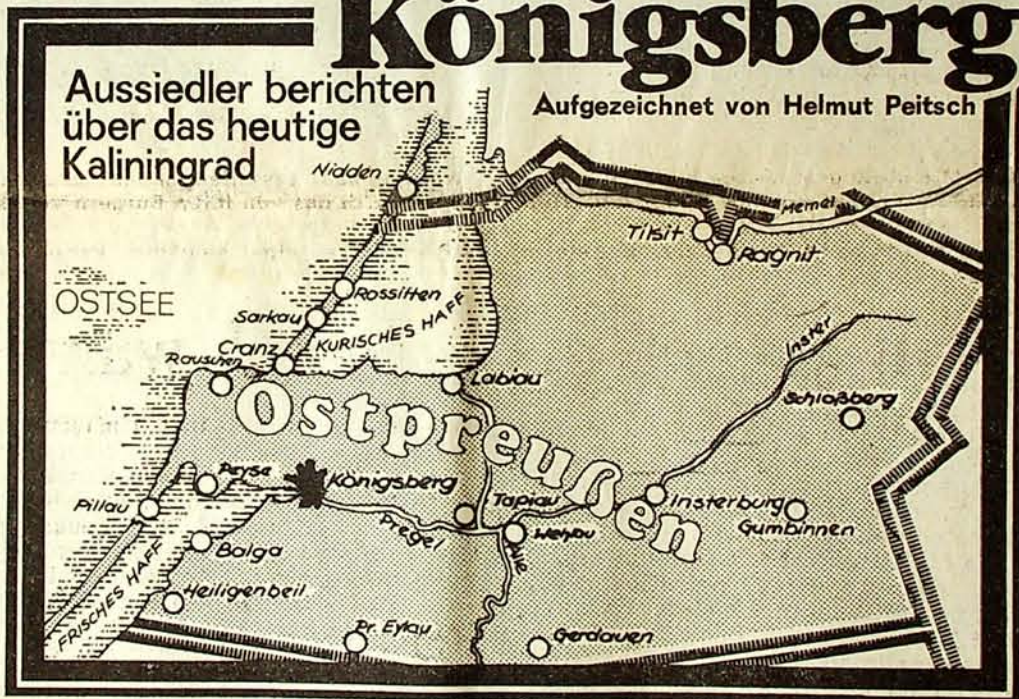 Königsberg
Aussiedler berichten
über das heutige
Kaliningrad
Aufgezeichnet von Helmut Peitsch
Nidden
Memel
Tilsit
Ragnit
OSTSEE
Rossitten
Sarkau
KURISCHES HAFF
Cranz
Rauschen
Labiau
Inster
Schloßberg
Ostpreußen
Peyse
Königsberg
Pillau
Tapiau
Insterburg
Gumbinnen
Pregel
Wehlau
Alle
Balga
FRISCHES HAFF
Heiligenbeil
Pr. Eylau
Gerdauen